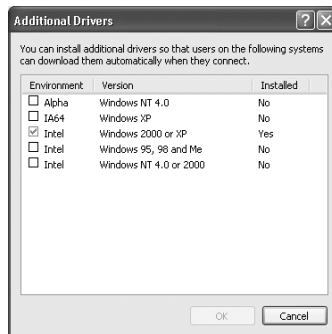 Additional Drivers
You can install additional drivers so that users on the following systems
can download them automatically when they connect.
Environment Version Installed
Alpha Windows NT 4.0 No
IA64 Windows XP No
Intel Windows 2000 or XP Yes
Intel Windows 95, 98 and Me No
Intel Windows NT 4.0 or 2000 No
OK Cancel